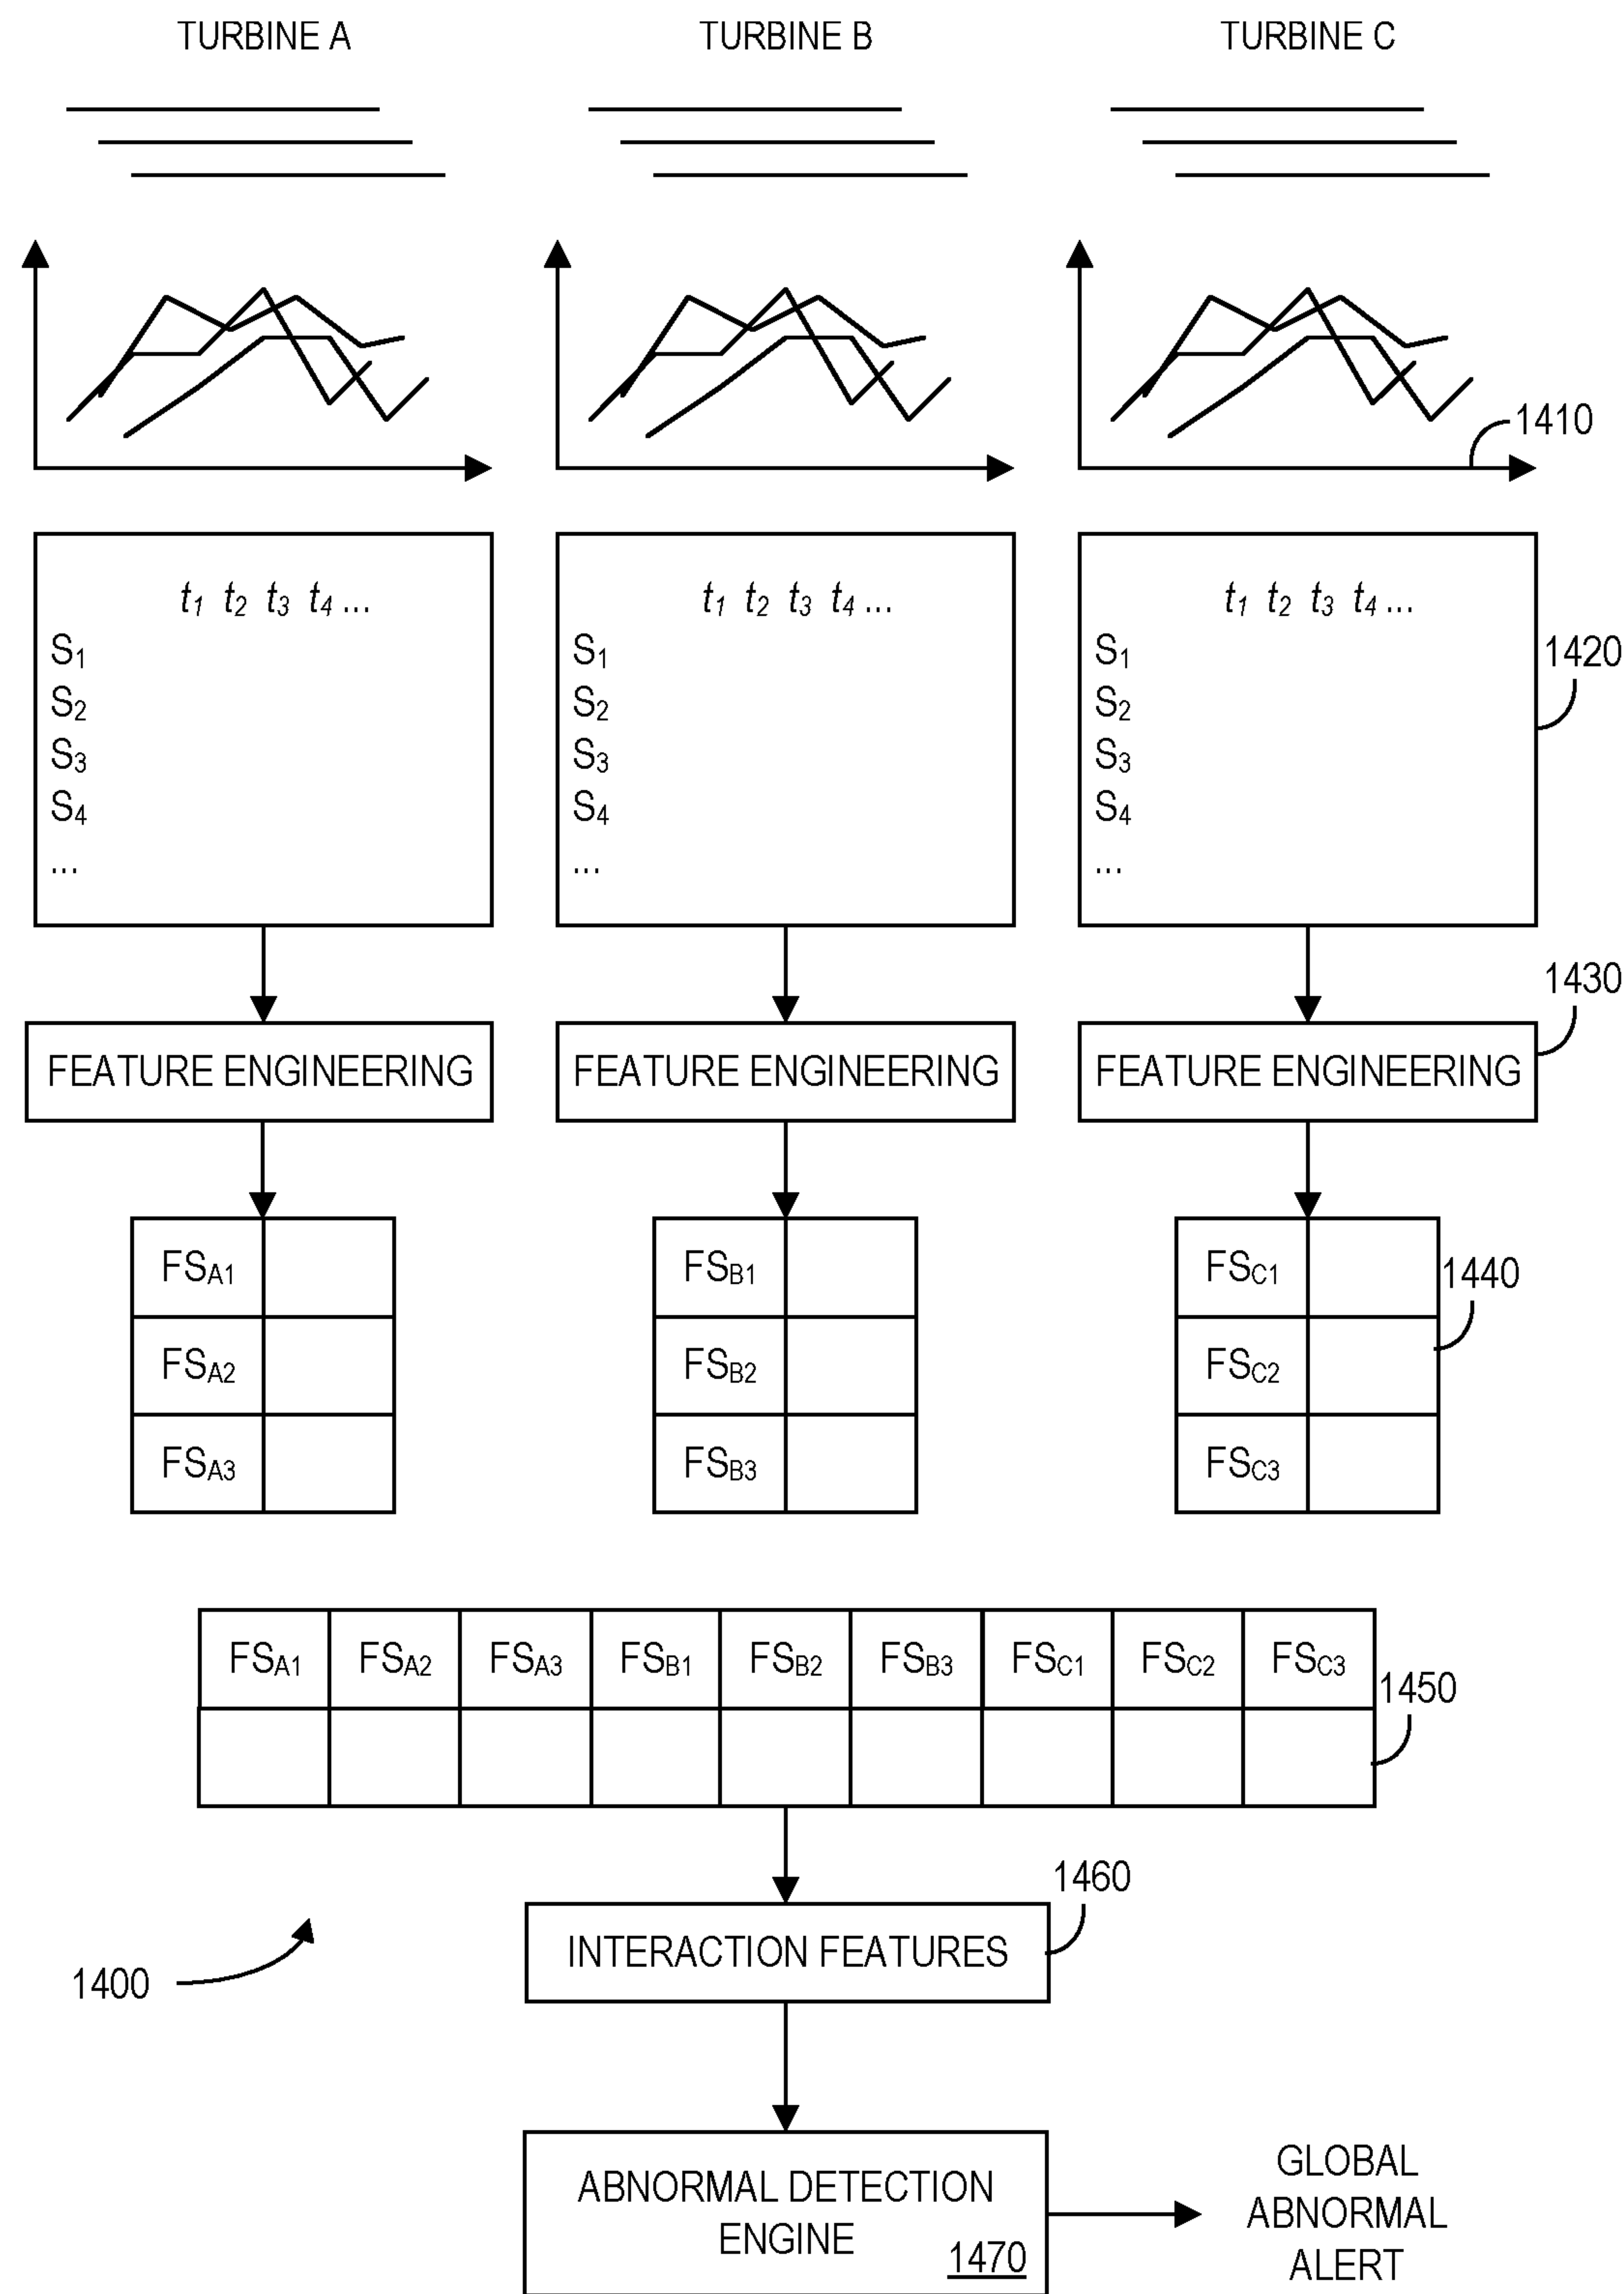 TURBINE A TURBINE B TURBINE C
1410
t1 t2 t3 t4 ... t1 t2 t3 t4 ... t1 t2 t3 t4 ...
S1 S1 S1 1420
S2 S2 S2
S3 S3 S3
S4 S4 S4
... ... ...
1430
FEATURE ENGINEERING FEATURE ENGINEERING FEATURE ENGINEERING
FSA1 FSB1 FSC1 1440
FSA2 FSB2 FSC2
FSA3 FSB3 FSC3
FSA1 FSA2 FSA3 FSB1 FSB2 FSB3 FSC1 FSC2 FSC3
1450
1460
INTERACTION FEATURES
1400
ABNORMAL DETECTION
ENGINE 1470
GLOBAL
ABNORMAL
ALERT